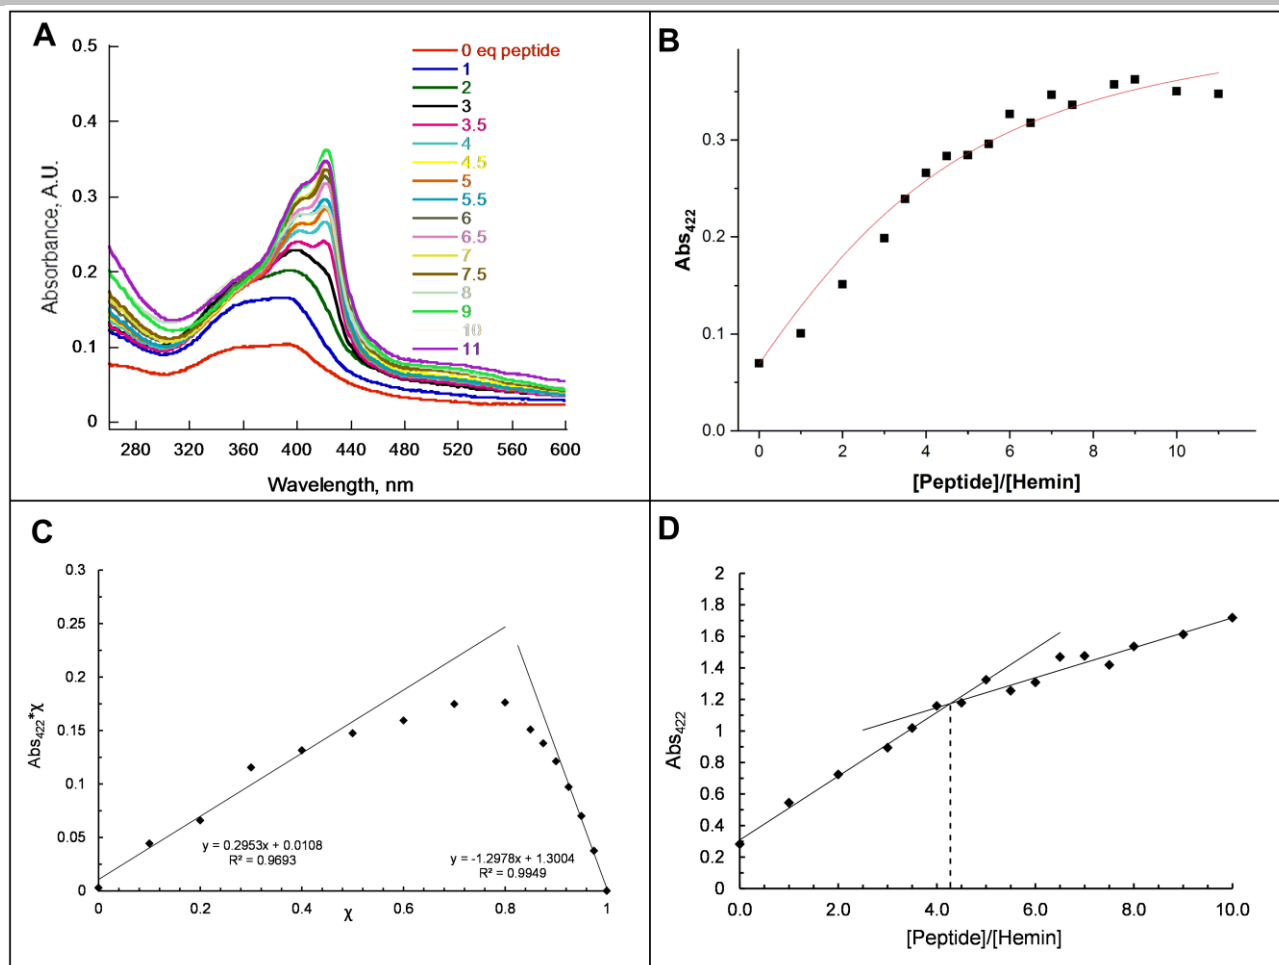 A
0.5
0.4
0.3
0.2
0.1
0
Absorbance, A.U.
280 320 360 400 440 480 520 560 600
Wavelength, nm
0 eq peptide
1
2
3
3.5
4
4.5
5
5.5
6
6.5
7
7.5
8
9
10
11
B
0.3
0.2
0.1
0.0
Abs422
0 2 4 6 8 10
[Peptide]/[Hemin]
C
0.3
0.25
0.2
0.15
0.1
0.05
0
Abs422*χ
y = 0.2953x + 0.0108
R² = 0.9693
y = -1.2978x + 1.3004
R² = 0.9949
0 0.2 0.4 0.6 0.8 1
χ
D
2
1.8
1.6
1.4
1.2
1
0.8
0.6
0.4
0.2
0
Abs422
0.0 2.0 4.0 6.0 8.0 10.0
[Peptide]/[Hemin]